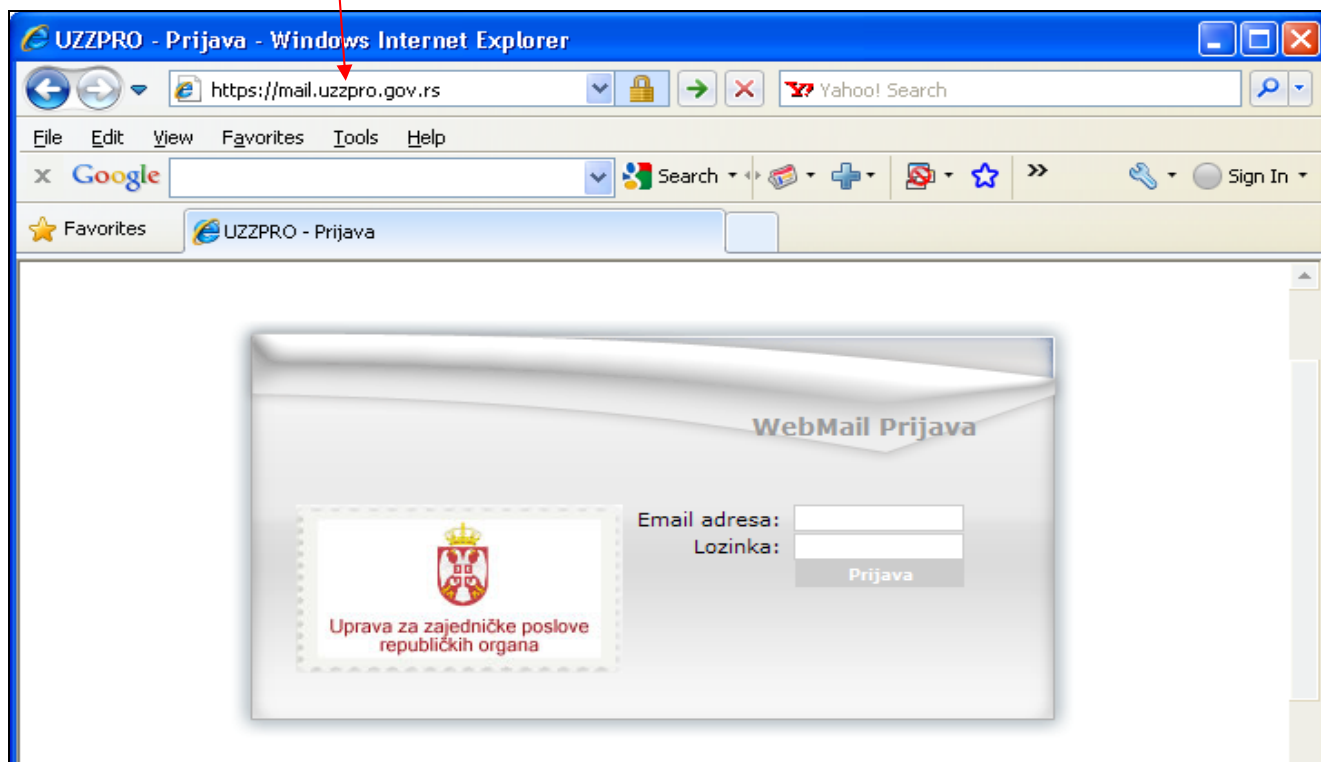 UZZPRO - Prijava - Windows Internet Explorer
https://mail.uzzpro.gov.rs
Yahoo! Search
File Edit View Favorites Tools Help
x Google Search Sign In
Favorites UZZPRO - Prijava
WebMail Prijava
Email adresa:
Lozinka:
Prijava
Uprava za zajedničke poslove
republičkih organa